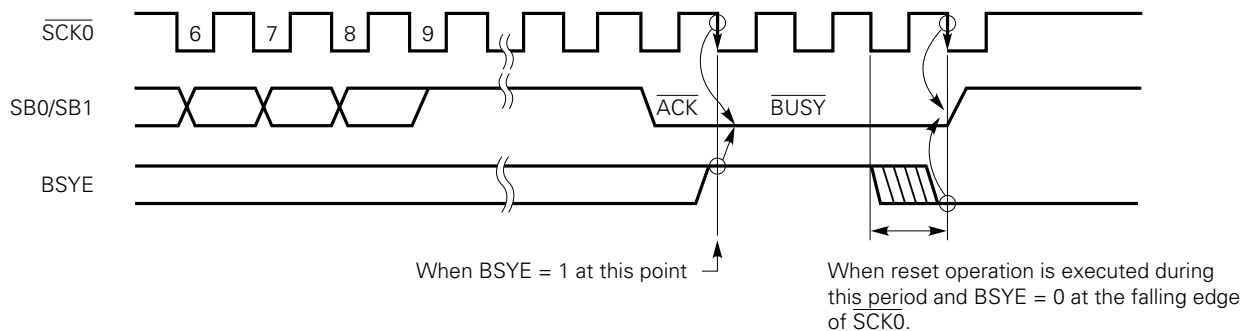 SCK0
6 7 8 9
SB0/SB1
ACK
BUSY
BSYE
When BSYE = 1 at this point
When reset operation is executed during
this period and BSYE = 0 at the falling edge
of SCK0.